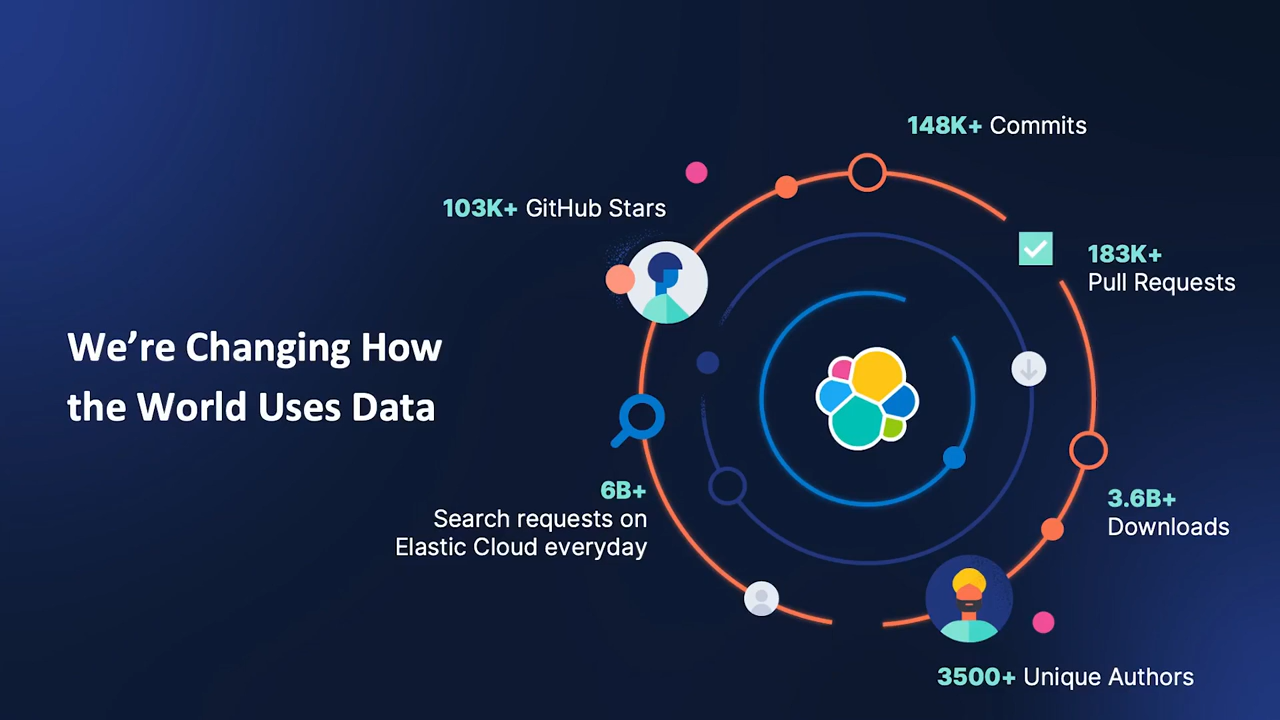 We’re Changing How
the World Uses Data
148K+ Commits
103K+ GitHub Stars
183K+
Pull Requests
6B+
Search requests on
Elastic Cloud everyday
3.6B+
Downloads
3500+ Unique Authors